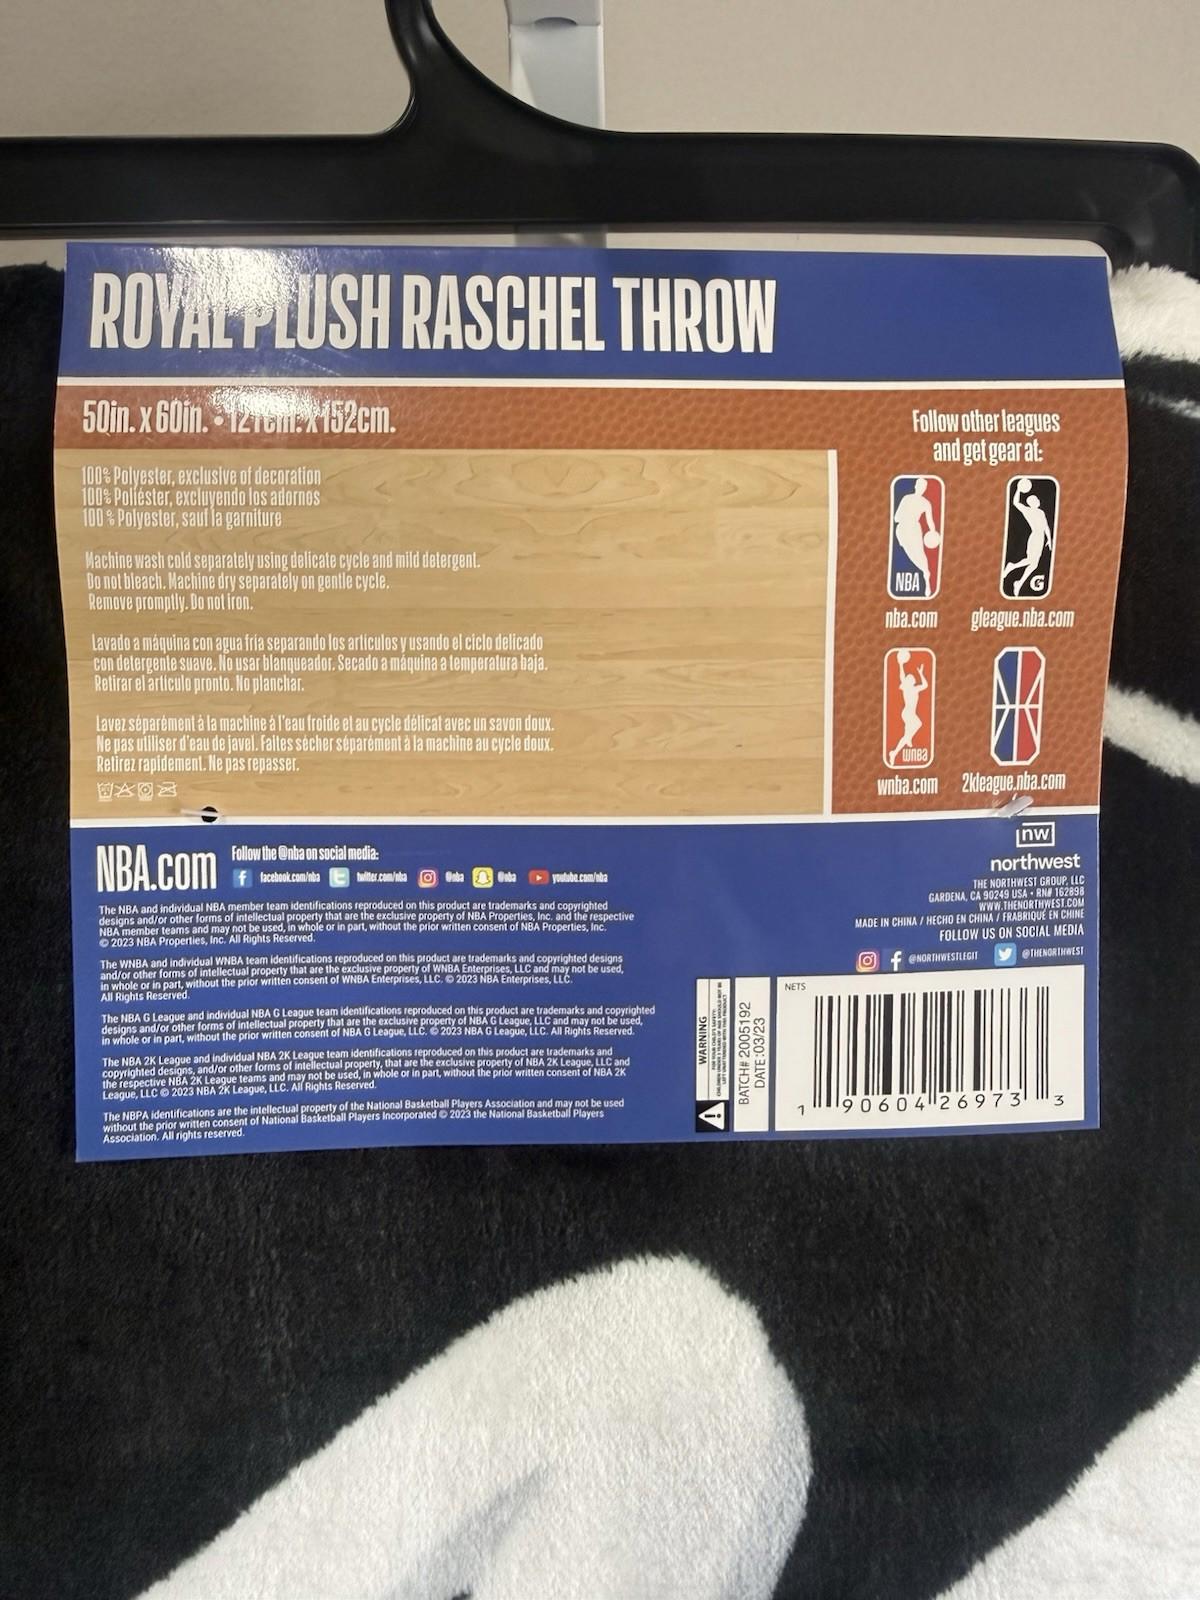 ROYAL PLUSH RASCHEL THROW
50in. x 60in. • 121cm. x 152cm.
100% Polyester, exclusive of decoration
100% Poliéster, excluyendo los adornos
100% Polyester, sauf la garniture
Machine wash cold separately using delicate cycle and mild detergent.
Do not bleach. Machine dry separately on gentle cycle.
Remove promptly. Do not iron.
Lavado a máquina con agua fría separando los artículos y usando el ciclo delicado
con detergente suave. No usar blanqueador. Secado a máquina a temperatura baja.
Retirar el artículo pronto. No planchar.
Lavez séparément à la machine à l'eau froide et au cycle délicat avec un savon doux.
Ne pas utiliser d'eau de javel. Faites sécher séparément à la machine au cycle doux.
Retirez rapidement. Ne pas repasser.
Follow other leagues
and get gear at:
NBA
G
nba.com
gleague.nba.com
WNBA
wnba.com
2kleague.nba.com
NBA.com
Follow the @nba on social media:
facebook.com/nba twitter.com/nba @nba @nba youtube.com/nba
The NBA and individual NBA member team identifications reproduced on this product are trademarks and copyrighted
designs and/or other forms of intellectual property that are the exclusive property of NBA Properties, Inc. and the respective
NBA member teams and may not be used, in whole or in part, without the prior written consent of NBA Properties, Inc.
© 2023 NBA Properties, Inc. All Rights Reserved.
The WNBA and individual WNBA team identifications reproduced on this product are trademarks and copyrighted designs
and/or other forms of intellectual property that are the exclusive property of WNBA Enterprises, LLC and may not be used,
in whole or in part, without the prior written consent of WNBA Enterprises, LLC. © 2023 NBA Enterprises, LLC.
All Rights Reserved.
The NBA G League and individual NBA G League team identifications reproduced on this product are trademarks and copyrighted
designs and/or other forms of intellectual property that are the exclusive property of NBA G League, LLC and may not be used,
in whole or in part, without the prior written consent of NBA G League, LLC. © 2023 NBA G League, LLC. All Rights Reserved.
The NBA 2K League and individual NBA 2K League team identifications reproduced on this product are trademarks and
copyrighted designs, and/or other forms of intellectual property, that are the exclusive property of NBA 2K League, LLC and
the respective NBA 2K League teams and may not be used, in whole or in part, without the prior written consent of NBA 2K
League, LLC © 2023 NBA 2K League, LLC. All Rights Reserved.
The NBPA identifications are the intellectual property of the National Basketball Players Association and may not be used
without the prior written consent of National Basketball Players Incorporated © 2023 the National Basketball Players
Association. All rights reserved.
nw
northwest
THE NORTHWEST GROUP, LLC
GARDENA, CA 90249 USA • RN# 162898
WWW.THENORTHWEST.COM
MADE IN CHINA / HECHO EN CHINA / FRABRIQUÉ EN CHINE
FOLLOW US ON SOCIAL MEDIA
@NORTHWESTLEGIT @THENORTHWEST
WARNING
BATCH# 2005192
DATE:03/23
NETS
1 90604 26973 3